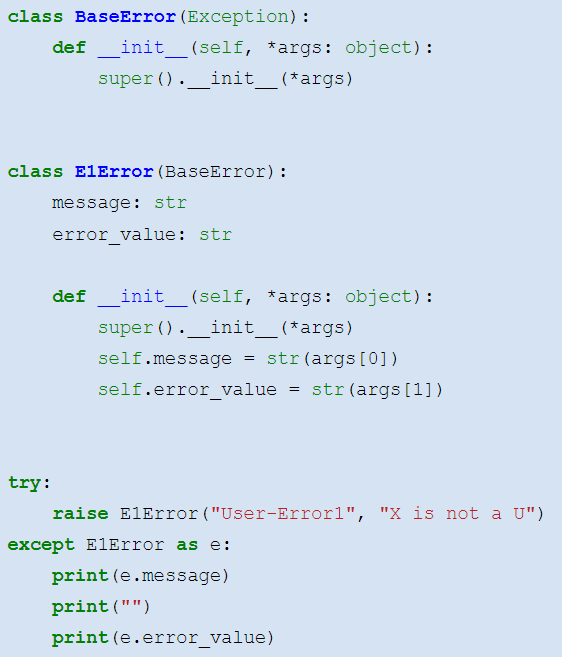 class BaseError(Exception):
    def __init__(self, *args: object):
        super().__init__(*args)


class E1Error(BaseError):
    message: str
    error_value: str

    def __init__(self, *args: object):
        super().__init__(*args)
        self.message = str(args[0])
        self.error_value = str(args[1])


try:
    raise E1Error("User-Error1", "X is not a U")
except E1Error as e:
    print(e.message)
    print("")
    print(e.error_value)